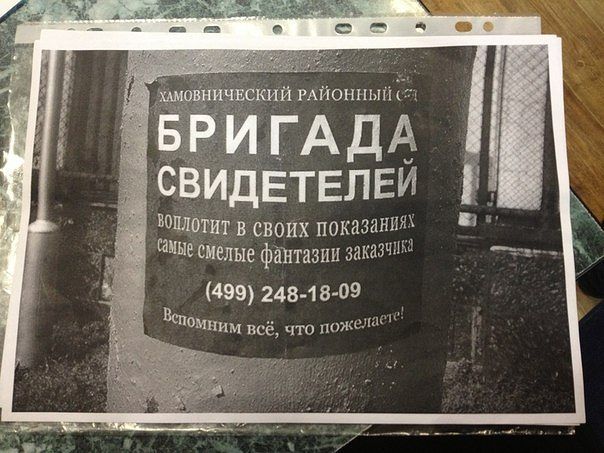 ХАМОВНИЧЕСКИЙ РАЙОННЫЙ СУД
БРИГАДА
СВИДЕТЕЛЕЙ
воплотит в своих показаниях
самые смелые фантазии заказчика
(499) 248-18-09
Вспомним всё, что пожелаете!